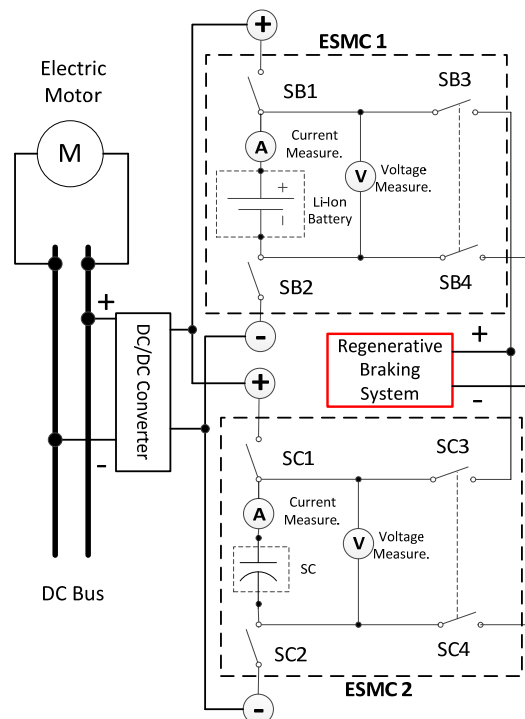 +
ESMC 1
Electric
Motor
M
SB1
SB3
A
Current
Measure.
V
Voltage
Measure.
+
Li-Ion
Battery
SB2
SB4
-
+
DC/DC Converter
-
Regenerative
Braking
System
+
-
+
SC1
SC3
A
Current
Measure.
V
Voltage
Measure.
SC
DC Bus
SC2
SC4
-
ESMC 2